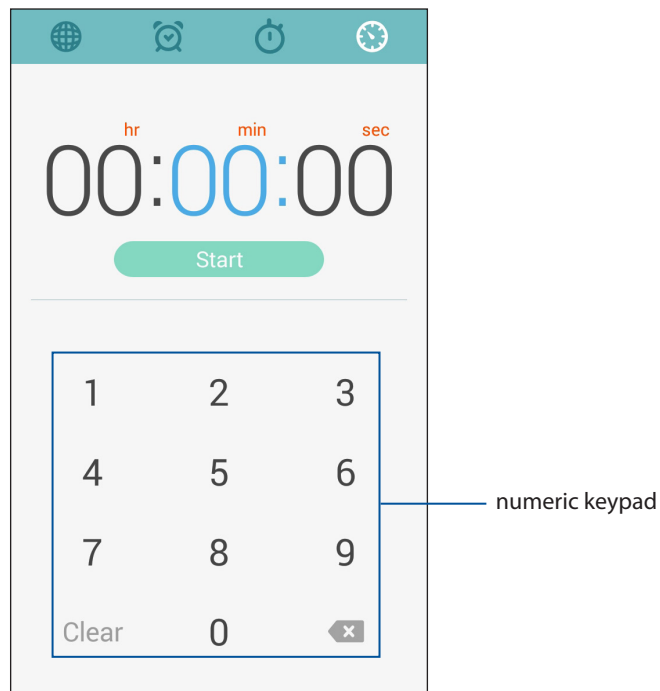 hr min sec
00:00:00
Start
1 2 3
4 5 6
numeric keypad
7 8 9
Clear 0